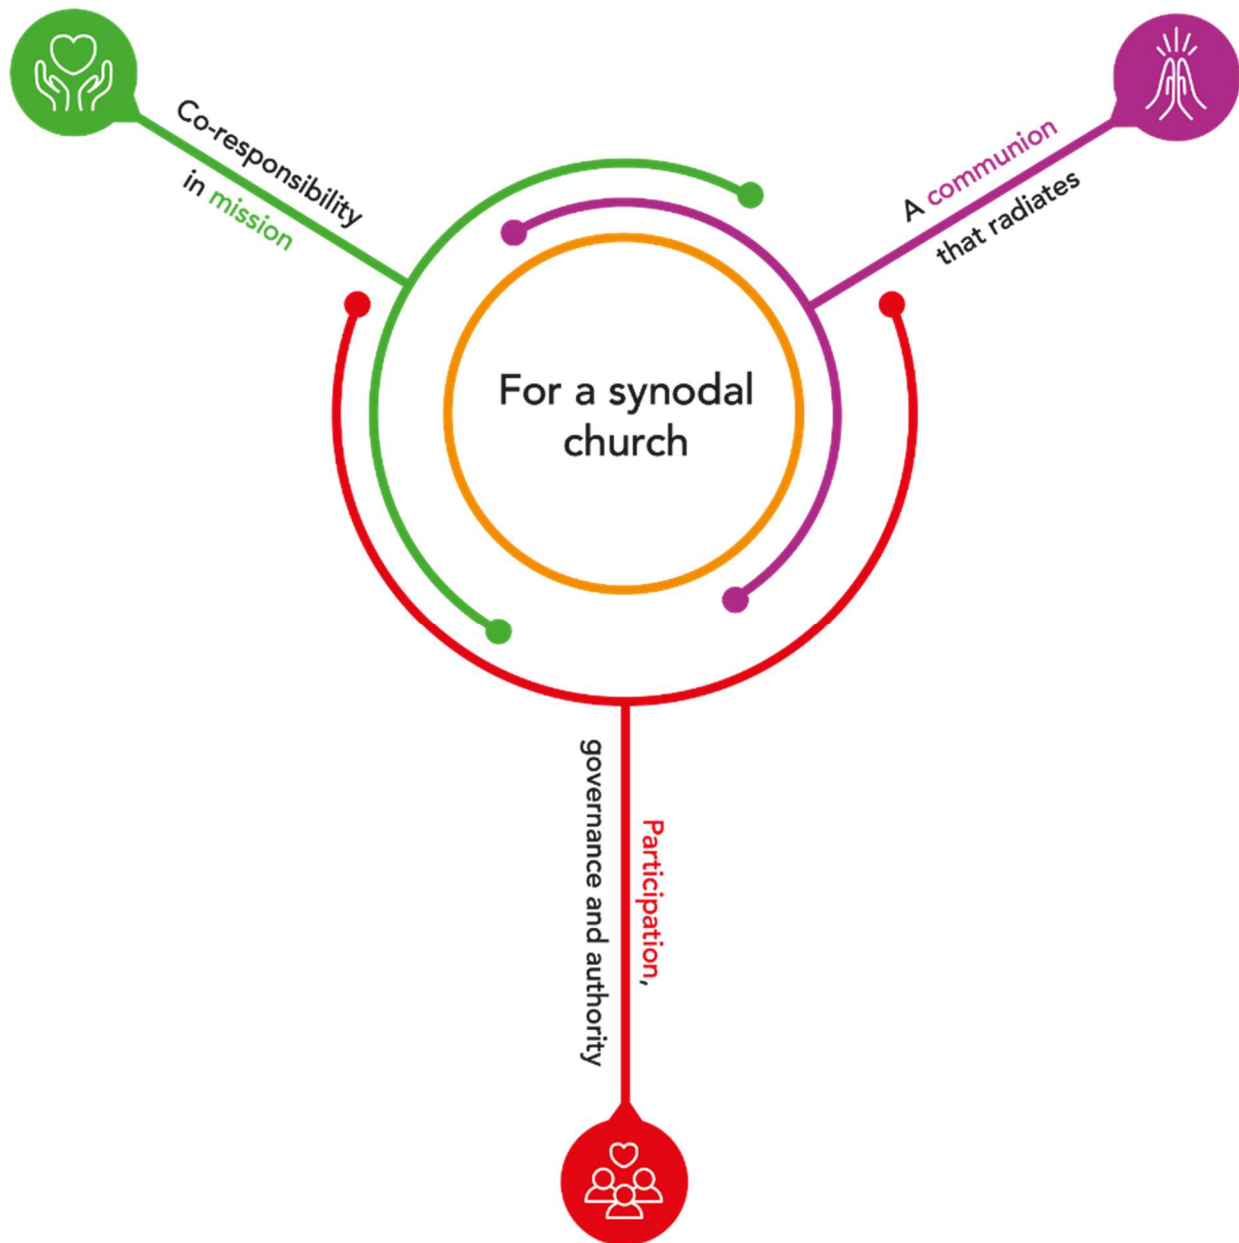 Co-responsibility
in mission
A communion
that radiates
For a synodal
church
Participation,
governance and authority